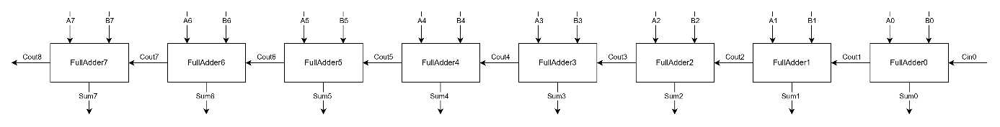 A7 B7 A6 B6 A5 B5 A4 B4 A3 B3 A2 B2 A1 B1 A0 B0
Cout8 FullAdder7 Cout7 FullAdder6 Cout6 FullAdder5 Cout5 FullAdder4 Cout4 FullAdder3 Cout3 FullAdder2 Cout2 FullAdder1 Cout1 FullAdder0 Cin0
Sum7 Sum6 Sum5 Sum4 Sum3 Sum2 Sum1 Sum0